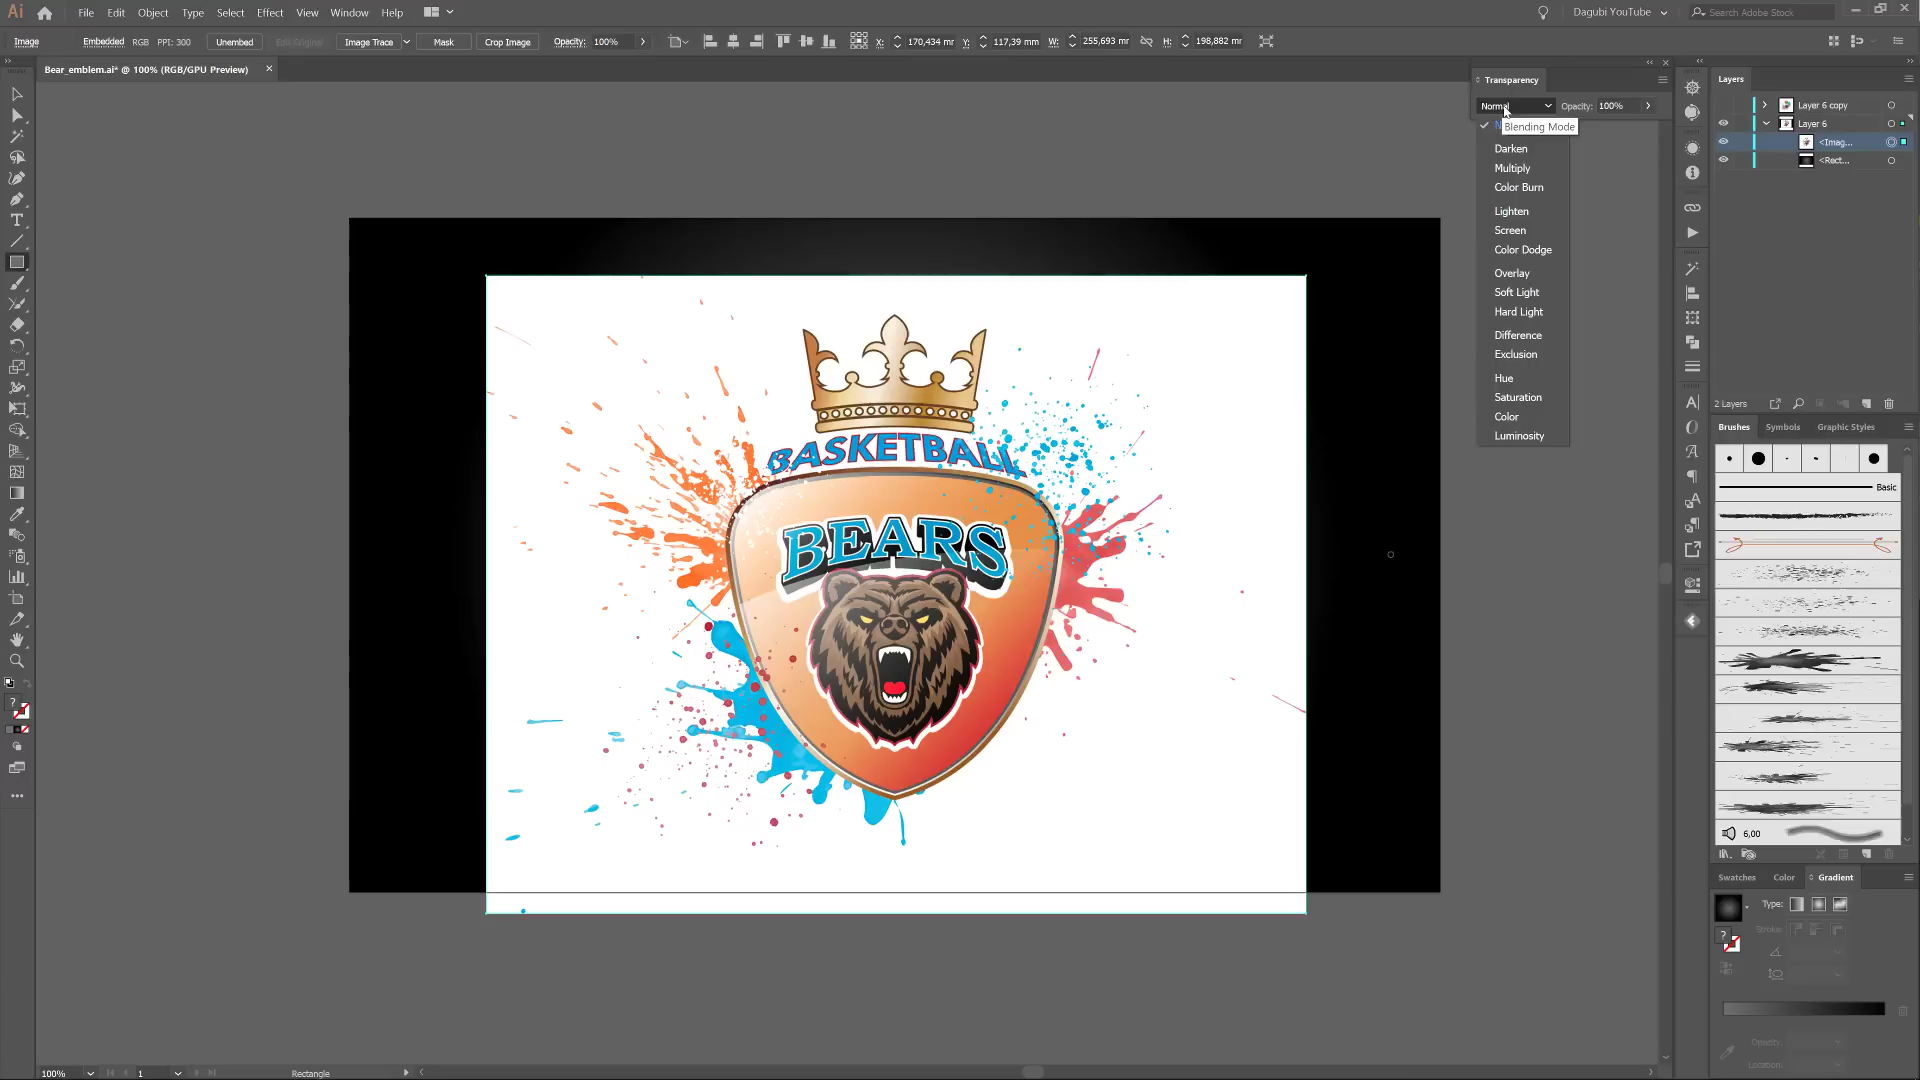 Ai File Edit Object Type Select Effect View Window Help Dagubi YouTube Search Adobe Stock
Image Embedded RGB PPI: 300 Unembed Edit Original Image Trace Mask Crop Image Opacity: 100% X: 170,434 mr Y: 117,39 mm W: 255,693 mr H: 198,882 mr
Bear_emblem.ai* @ 100% (RGB/GPU Preview)
Transparency
Normal Opacity: 100%
Blending Mode
Darken
Multiply
Color Burn
Lighten
Screen
Color Dodge
Overlay
Soft Light
Hard Light
Difference
Exclusion
Hue
Saturation
Color
Luminosity
BASKETBALL
BEARS
Layers
Layer 6 copy
Layer 6
<Imag...
<Rect...
2 Layers
Brushes Symbols Graphic Styles
Basic
6,00
Swatches Color Gradient
Type:
Stroke:
Opacity:
Location:
100% 1 Rectangle